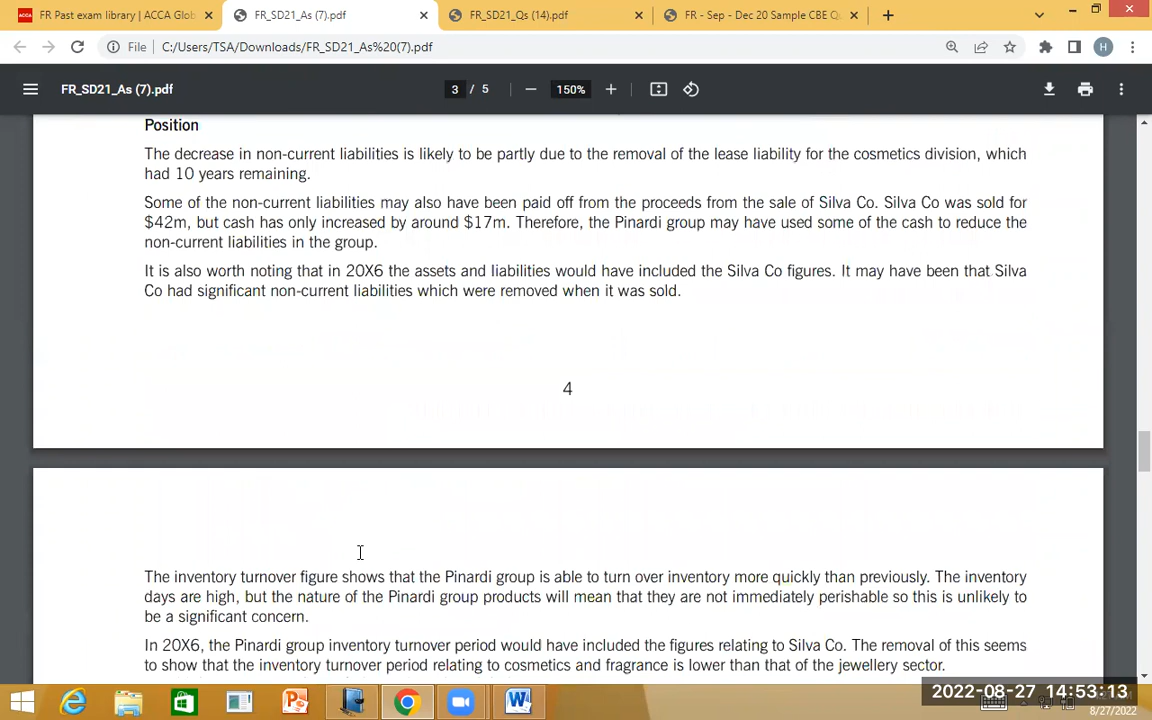 FR Past exam library | ACCA Glob
FR_SD21_As (7).pdf
FR_SD21_Qs (14).pdf
FR - Sep - Dec 20 Sample CBE Q
File C:/Users/TSA/Downloads/FR_SD21_As%20(7).pdf
H
FR_SD21_As (7).pdf
3 / 5
150%
Position
The decrease in non-current liabilities is likely to be partly due to the removal of the lease liability for the cosmetics division, which
had 10 years remaining.
Some of the non-current liabilities may also have been paid off from the proceeds from the sale of Silva Co. Silva Co was sold for
$42m, but cash has only increased by around $17m. Therefore, the Pinardi group may have used some of the cash to reduce the
non-current liabilities in the group.
It is also worth noting that in 20X6 the assets and liabilities would have included the Silva Co figures. It may have been that Silva
Co had significant non-current liabilities which were removed when it was sold.
4
The inventory turnover figure shows that the Pinardi group is able to turn over inventory more quickly than previously. The inventory
days are high, but the nature of the Pinardi group products will mean that they are not immediately perishable so this is unlikely to
be a significant concern.
In 20X6, the Pinardi group inventory turnover period would have included the figures relating to Silva Co. The removal of this seems
to show that the inventory turnover period relating to cosmetics and fragrance is lower than that of the jewellery sector.
2022-08-27 14:53:13
8/27/2022